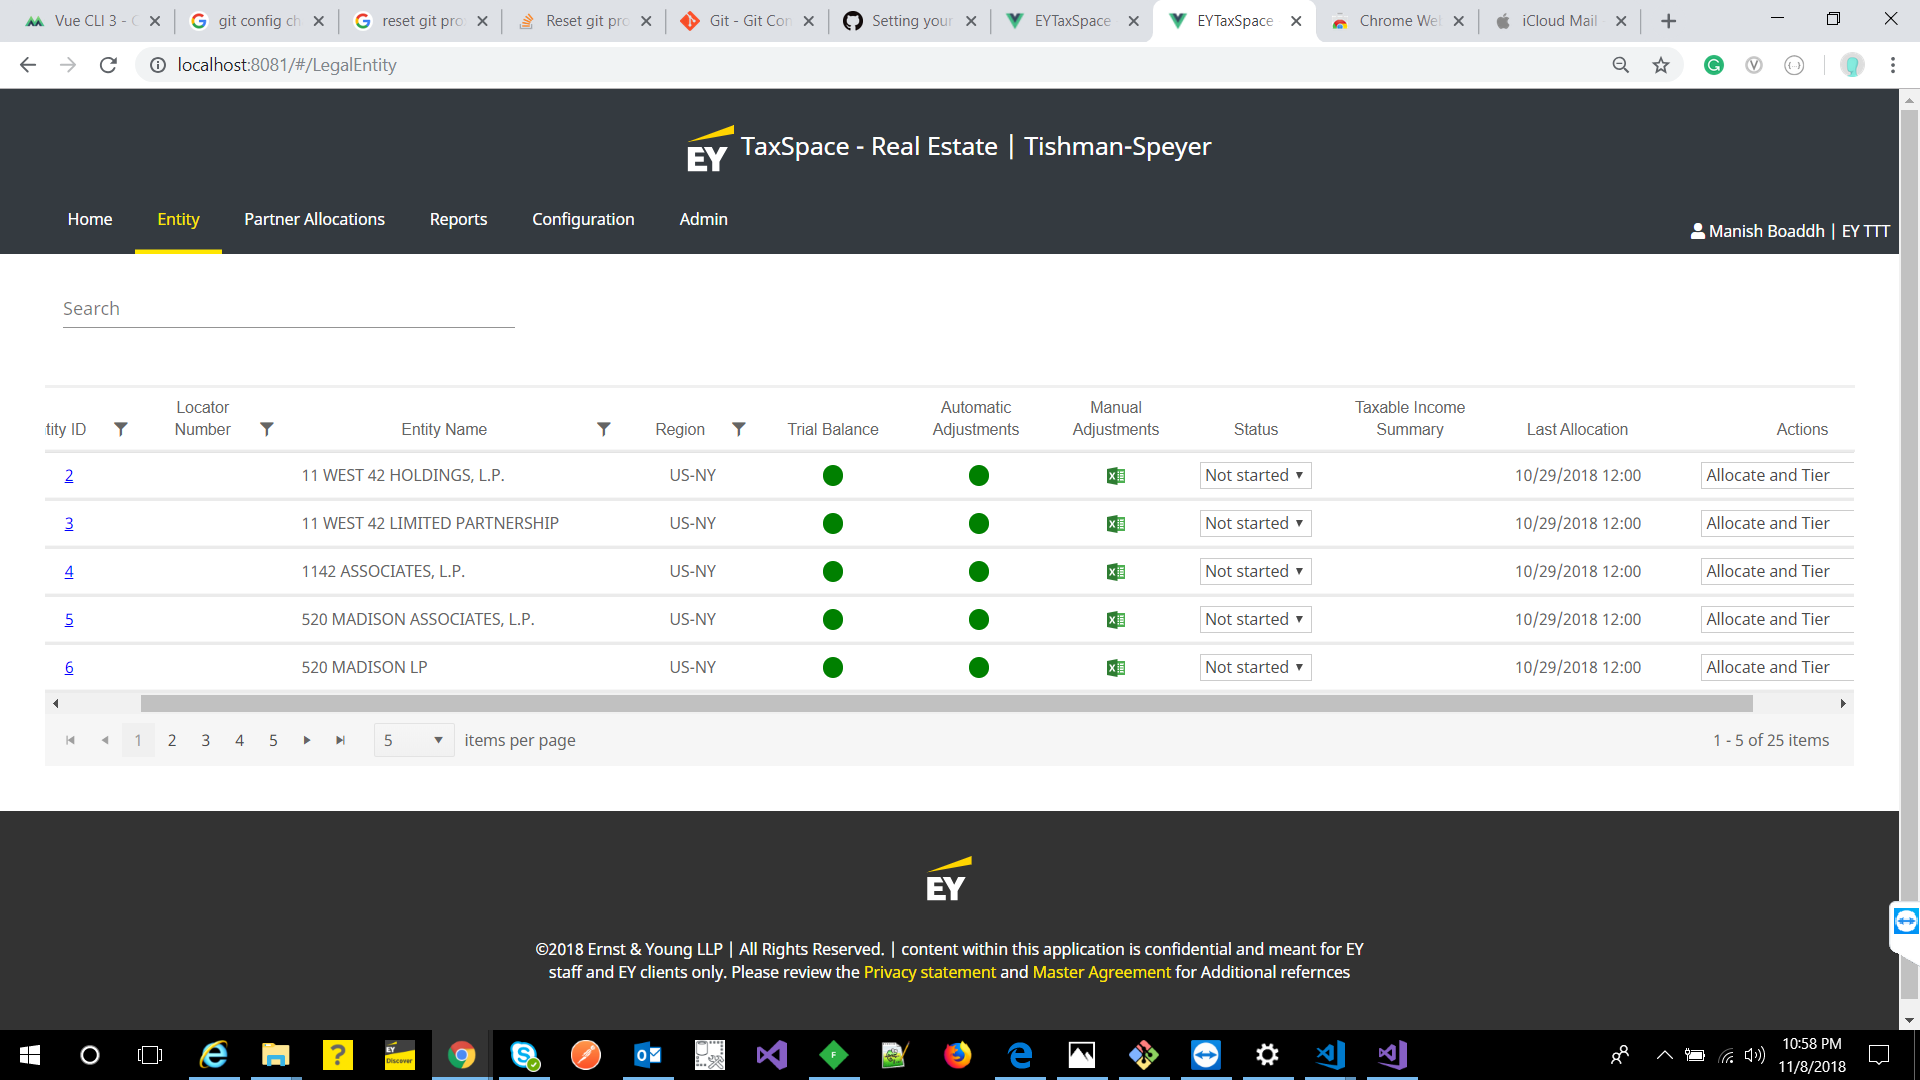 Vue CLI 3 - C
git config ch
reset git pro
Reset git pro
Git - Git Con
Setting your
EYTaxSpace
EYTaxSpace
Chrome Web
iCloud Mail
localhost:8081/#/LegalEntity
EY TaxSpace - Real Estate | Tishman-Speyer
Home Entity Partner Allocations Reports Configuration Admin
Manish Boaddh | EY TTT
Search
tity ID Locator Number Entity Name Region Trial Balance Automatic Adjustments Manual Adjustments Status Taxable Income Summary Last Allocation Actions
2 11 WEST 42 HOLDINGS, L.P. US-NY Not started 10/29/2018 12:00 Allocate and Tier
3 11 WEST 42 LIMITED PARTNERSHIP US-NY Not started 10/29/2018 12:00 Allocate and Tier
4 1142 ASSOCIATES, L.P. US-NY Not started 10/29/2018 12:00 Allocate and Tier
5 520 MADISON ASSOCIATES, L.P. US-NY Not started 10/29/2018 12:00 Allocate and Tier
6 520 MADISON LP US-NY Not started 10/29/2018 12:00 Allocate and Tier
1 2 3 4 5 5 items per page 1 - 5 of 25 items
EY
©2018 Ernst & Young LLP | All Rights Reserved. | content within this application is confidential and meant for EY
staff and EY clients only. Please review the Privacy statement and Master Agreement for Additional refernces
EY
Discover
10:58 PM
11/8/2018